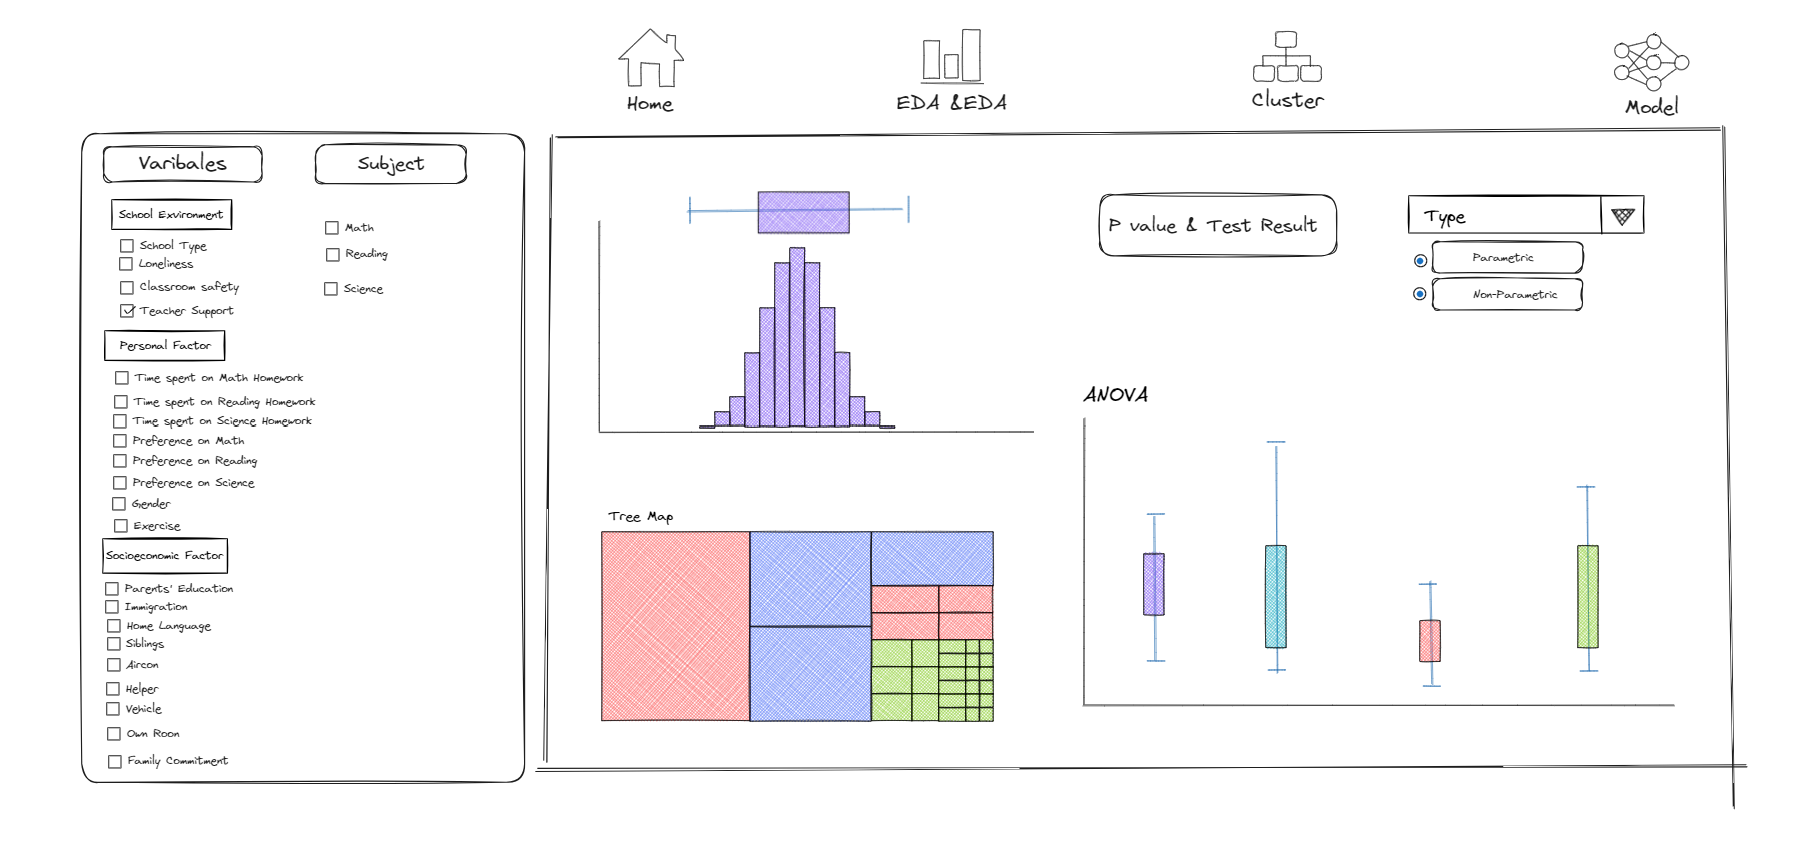 Home
EDA &EDA
Cluster
Model
Varibales
Subject
School Exvironment
School Type
Loneliness
Classroom safety
Teacher Support
Math
Reading
Science
Personal Factor
Time spent on Math Homework
Time spent on Reading Homework
Time spent on Science Homework
Preference on Math
Preference on Reading
Preference on Science
Gender
Exercise
Socioeconomic Factor
Parents' Education
Immigration
Home Language
Siblings
Aircon
Helper
Vehicle
Own Roon
Family Commitment
Tree Map
P value & Test Result
Type
Parametric
Non-Parametric
ANOVA